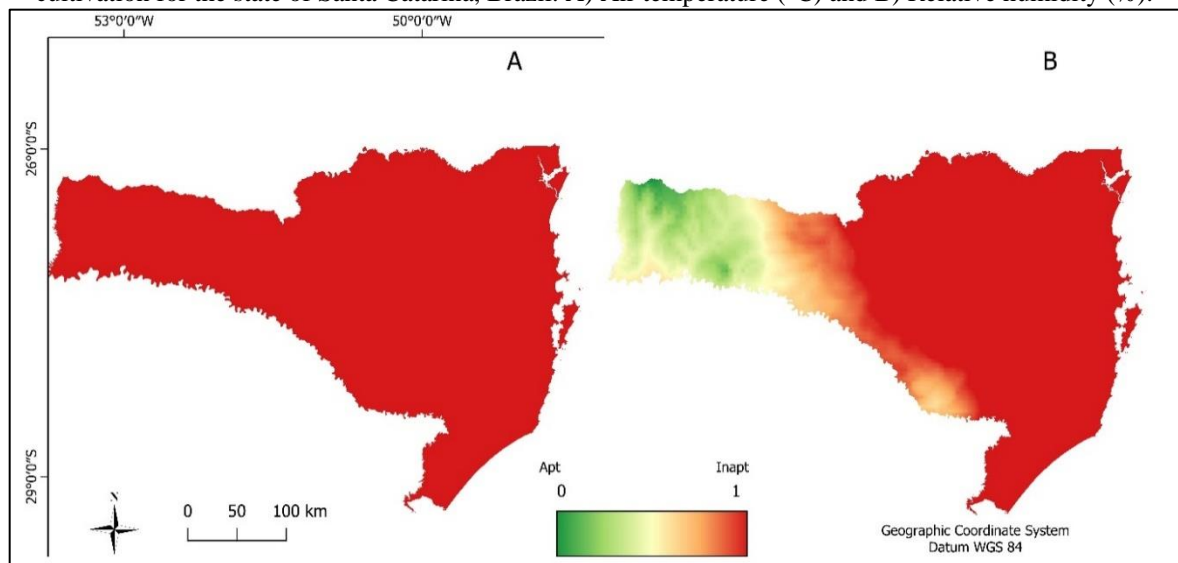 cultivation for the state of Santa Catarina, Brazil. A) Air temperature (°C) and B) Relative humidity (%).
53°0'0"W 50°0'0"W
A B
26°0'0"S
29°0'0"S
Apt Inapt
0 1
N
0 50 100 km
Geographic Coordinate System
Datum WGS 84